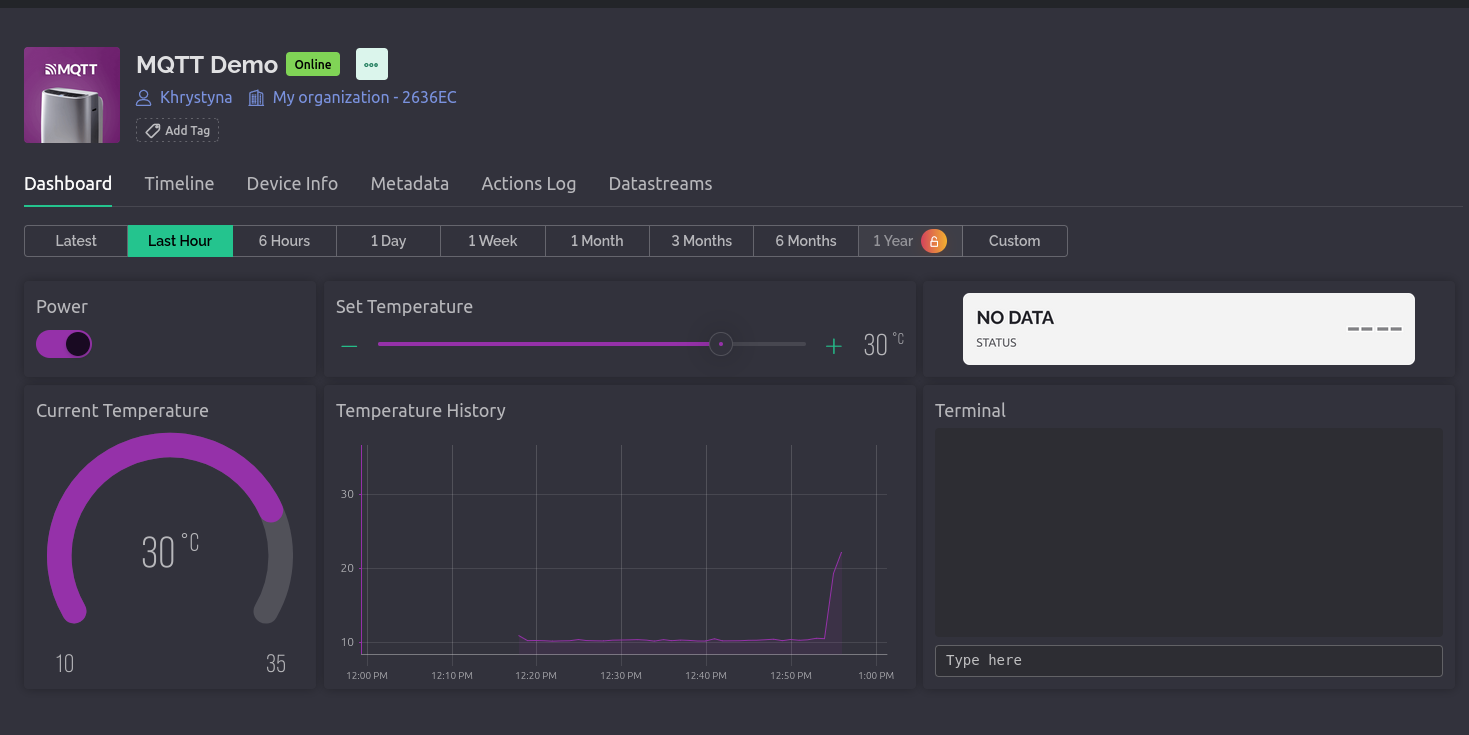 MQTT
MQTT Demo Online
Khrystyna My organization - 2636EC
Add Tag
Dashboard Timeline Device Info Metadata Actions Log Datastreams
Latest Last Hour 6 Hours 1 Day 1 Week 1 Month 3 Months 6 Months 1 Year Custom
Power
Set Temperature
− + 30 °C
NO DATA
STATUS
----
Current Temperature
30 °C
10 35
Temperature History
30
20
10
12:00 PM 12:10 PM 12:20 PM 12:30 PM 12:40 PM 12:50 PM 1:00 PM
Terminal
Type here